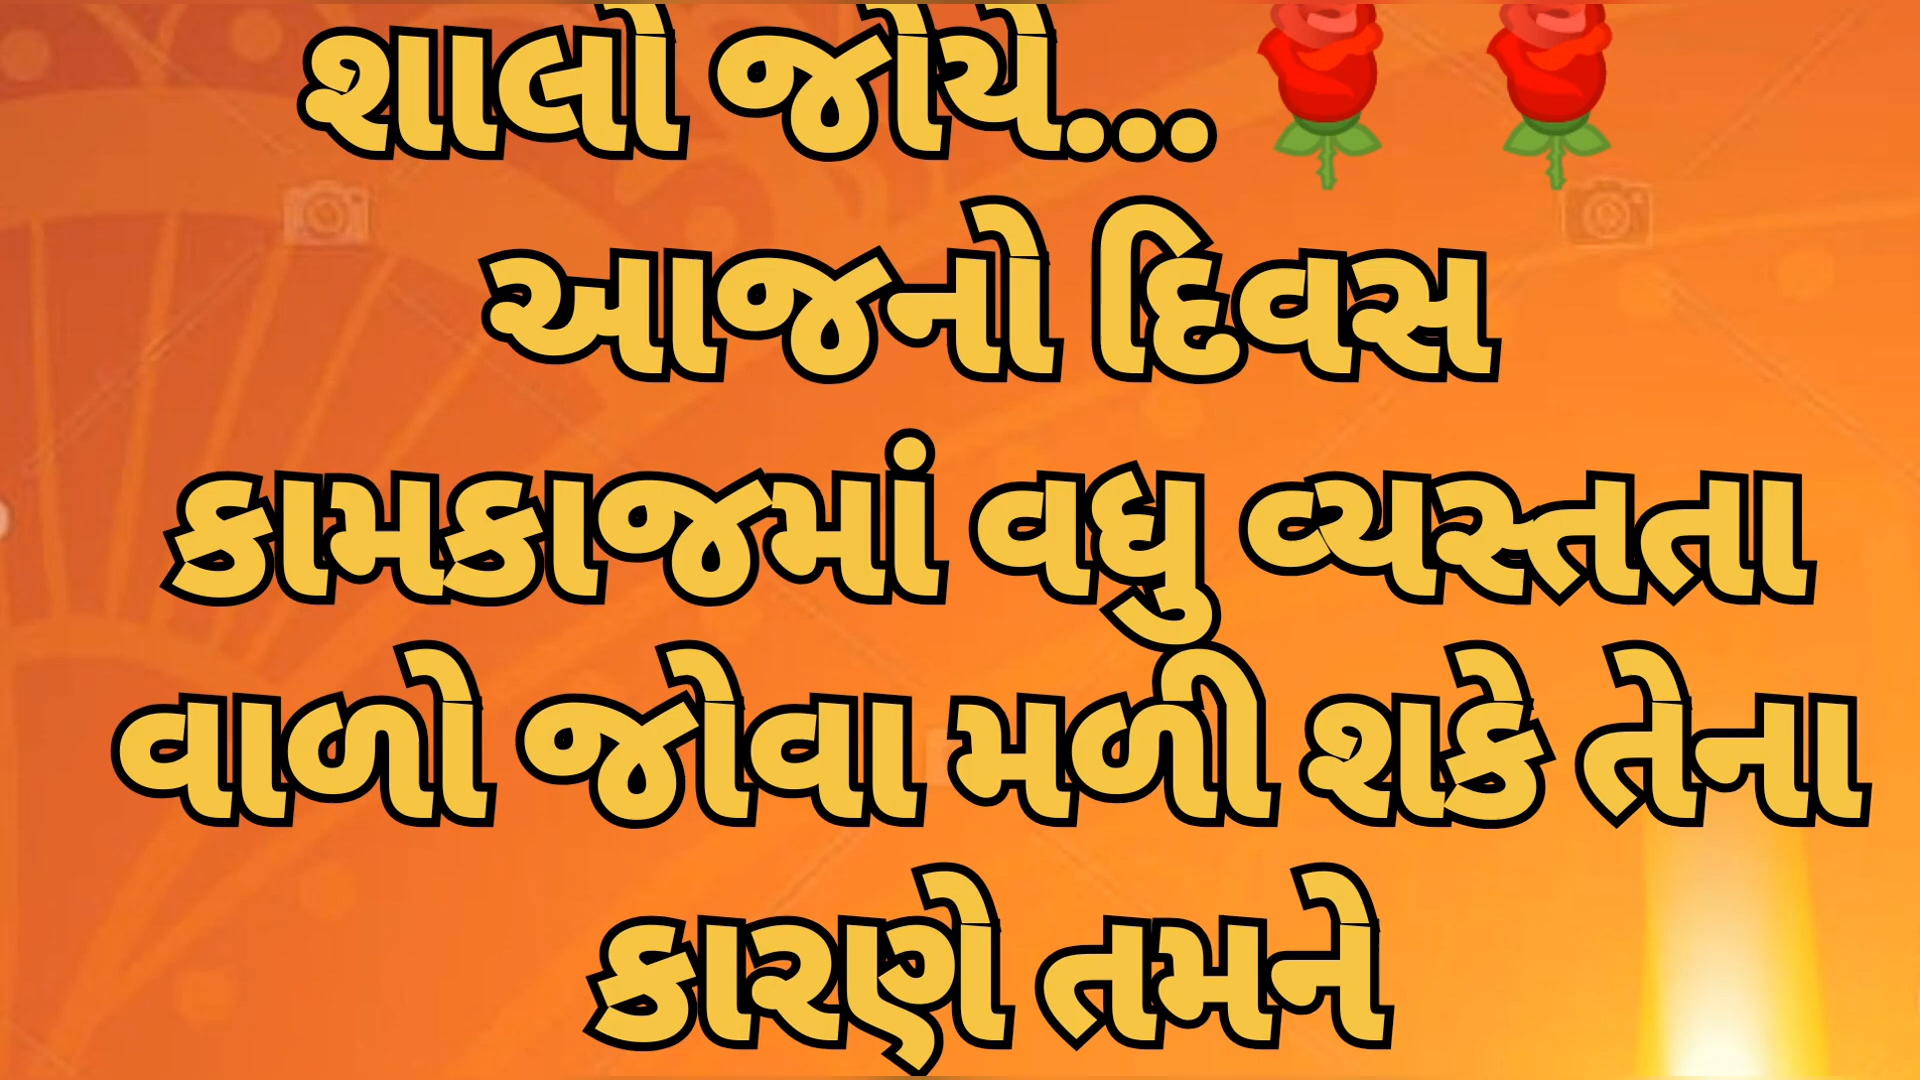 શાલો જોયે... 🌹 🌹
આજનો દિવસ
કામકાજમાં વધુ વ્યસ્તતા
વાળો જોવા મળી શકે તેના
કારણે તમને